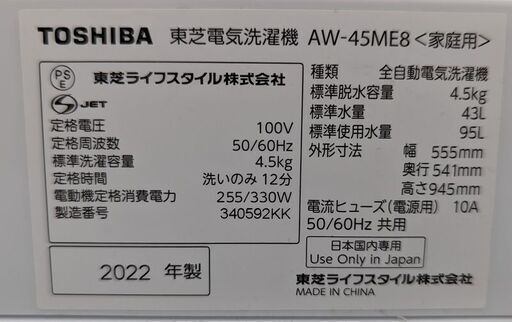 TOSHIBA 東芝電気洗濯機 AW-45ME8<家庭用>
PS E 東芝ライフスタイル株式会社
S JET
定格電圧 100V
定格周波数 50/60Hz
標準洗濯容量 4.5kg
定格時間 洗いのみ 12分
電動機定格消費電力 255/330W
製造番号 340592KK
2022 年製
種類 全自動電気洗濯機
標準脱水容量 4.5kg
標準水量 43L
標準使用水量 95L
外形寸法 幅 555mm
奥行 541mm
高さ 945mm
電流ヒューズ(電源用) 10A
50/60Hz 共用
日本国内専用
Use Only in Japan
東芝ライフスタイル株式会社
MADE IN CHINA